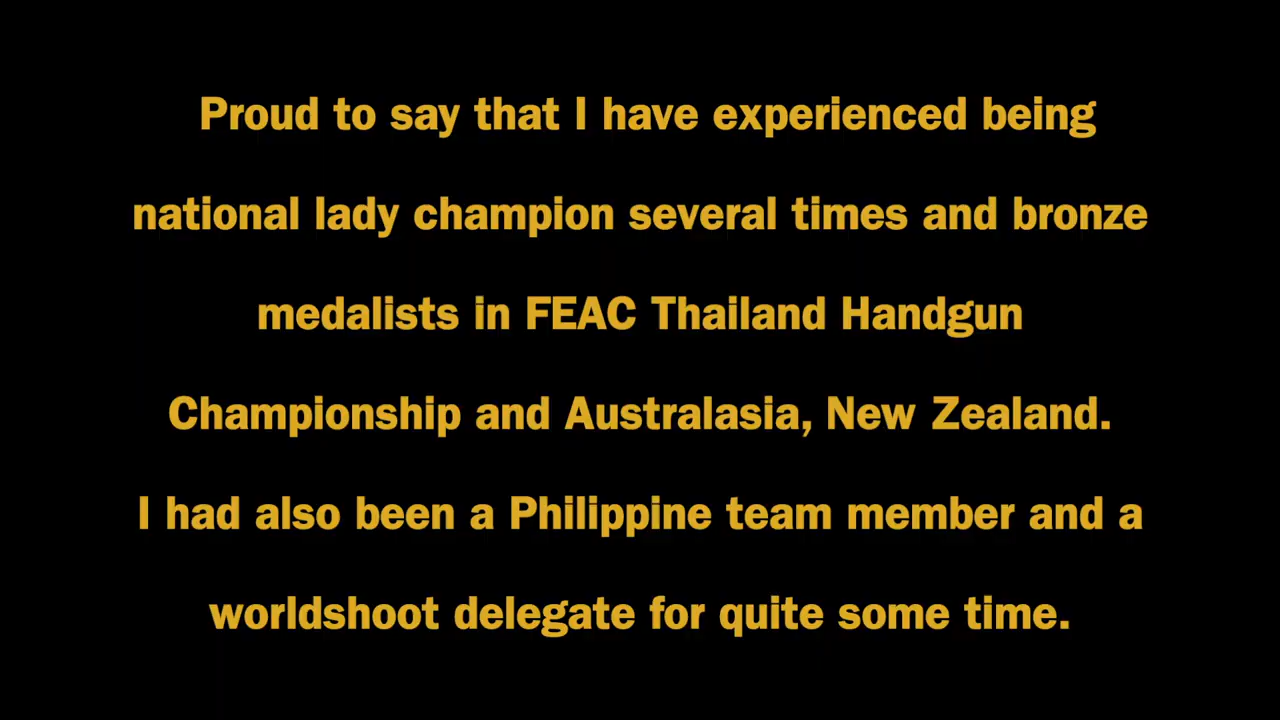 Proud to say that I have experienced being
national lady champion several times and bronze
medalists in FEAC Thailand Handgun
Championship and Australasia, New Zealand.
I had also been a Philippine team member and a
worldshoot delegate for quite some time.